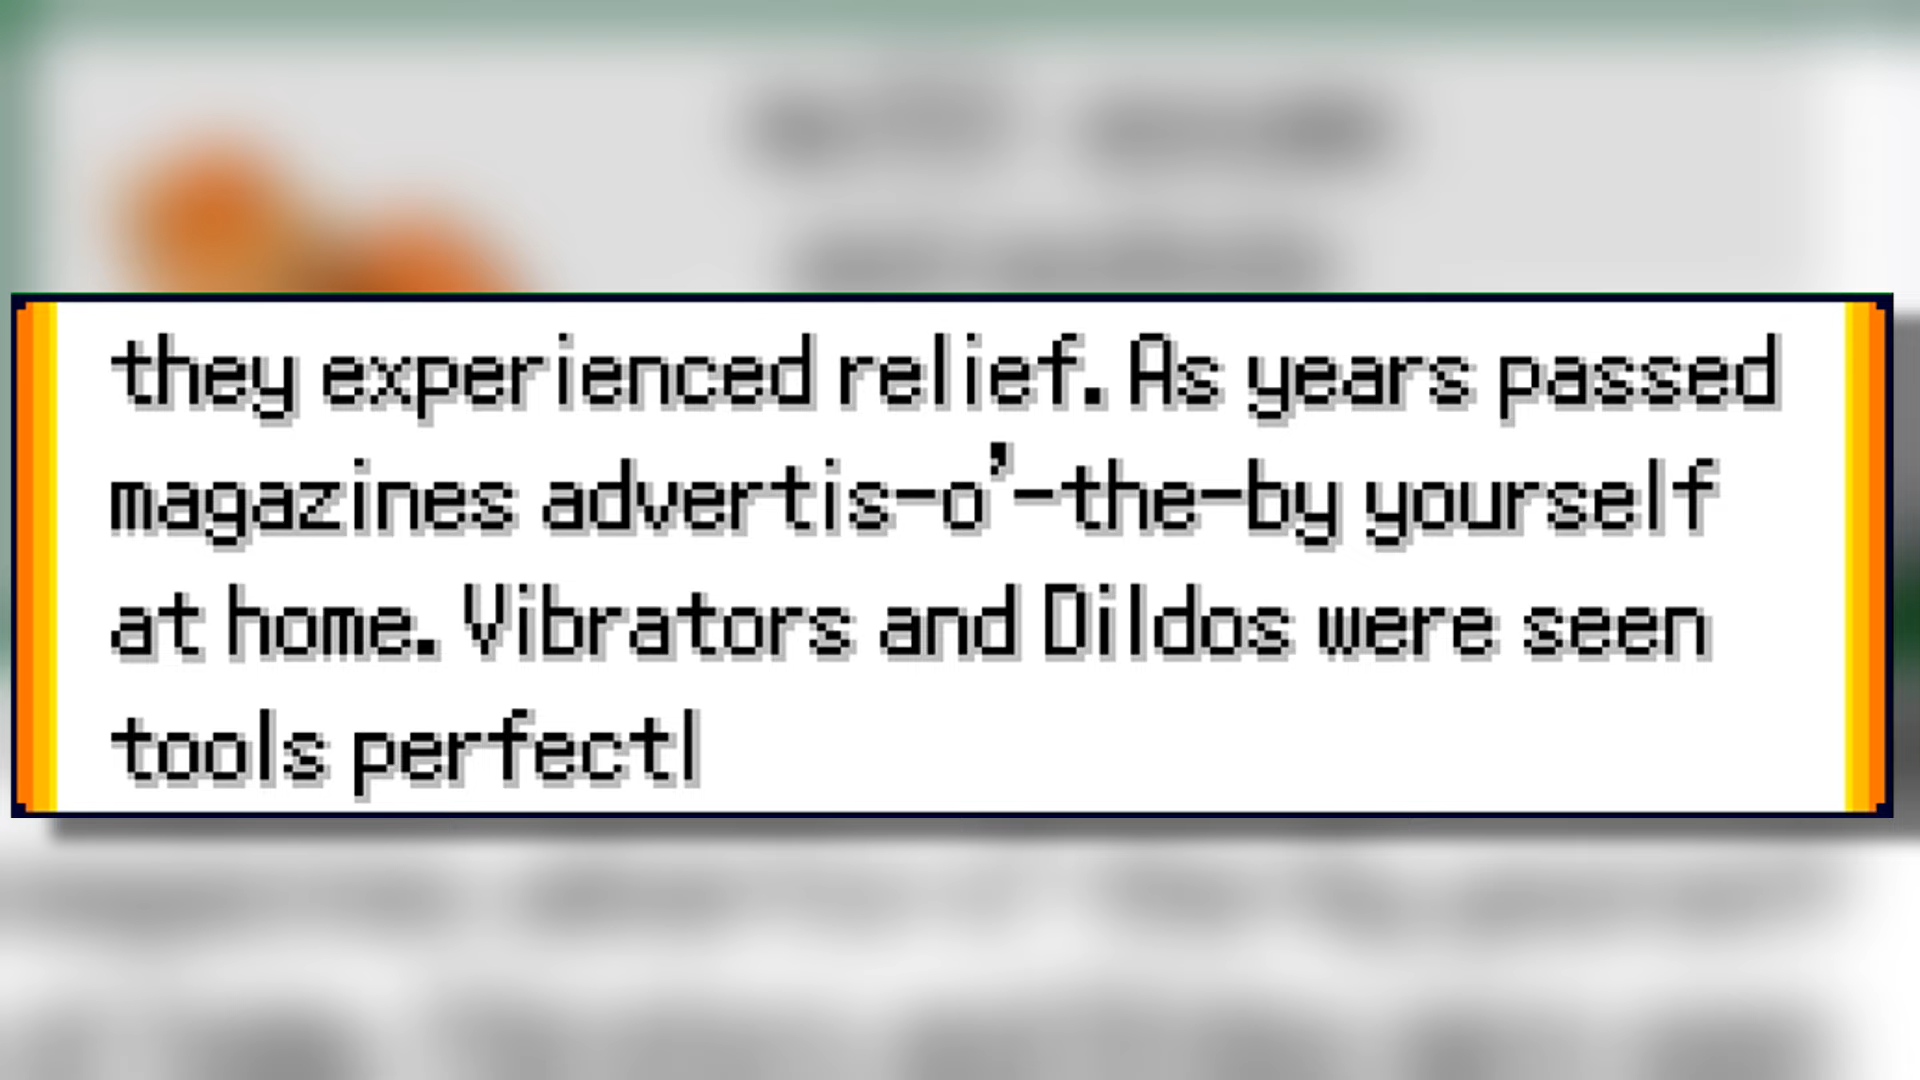 they experienced relief. As years passed
magazines advertis-o'-the-by yourself
at home. Vibrators and Dildos were seen
tools perfectl